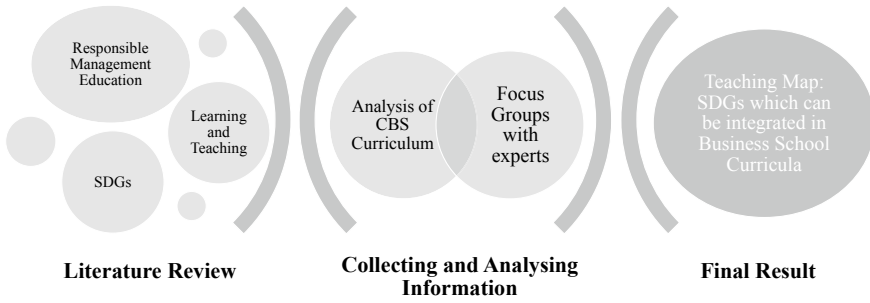 Responsible
Management
Education
Learning
and
Teaching
SDGs
Literature Review
Analysis of
CBS
Curriculum
Focus
Groups
with
experts
Collecting and Analysing
Information
Teaching Map:
SDGs which can
be integrated in
Business School
Curricula
Final Result